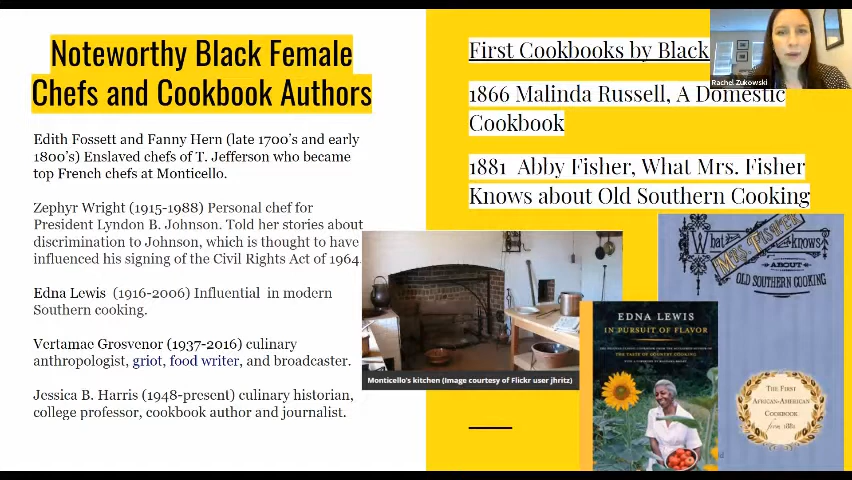 Noteworthy Black Female
Chefs and Cookbook Authors
Edith Fossett and Fanny Hern (late 1700's and early
1800's) Enslaved chefs of T. Jefferson who became
top French chefs at Monticello.
Zephyr Wright (1915-1988) Personal chef for
President Lyndon B. Johnson. Told her stories about
discrimination to Johnson, which is thought to have
influenced his signing of the Civil Rights Act of 1964.
Edna Lewis (1916-2006) Influential in modern
Southern cooking.
Vertamae Grosvenor (1937-2016) culinary
anthropologist, griot, food writer, and broadcaster.
Jessica B. Harris (1948-present) culinary historian,
college professor, cookbook author and journalist.
First Cookbooks by Black
1866 Malinda Russell, A Domestic
Cookbook
1881 Abby Fisher, What Mrs. Fisher
Knows about Old Southern Cooking
Rachel Zukowski
Monticello's kitchen (Image courtesy of Flickr user jhritz)
EDNA LEWIS
IN PURSUIT OF FLAVOR
What
Mrs. FISHER
Knows
ABOUT
OLD SOUTHERN COOKING
THE FIRST
AFRICAN-AMERICAN
COOKBOOK
from 1881